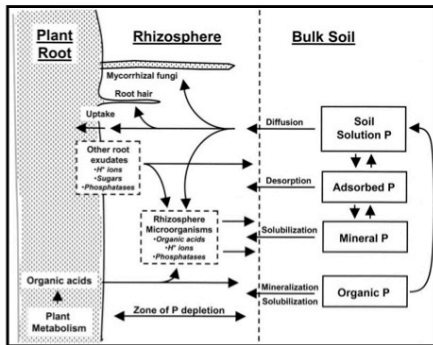 Plant
Root
Rhizosphere
Bulk Soil
Mycorrhizal fungi
Root hair
Uptake
Diffusion
Soil
Solution P
Other root
exudates
•H⁺ ions
•Sugars
•Phosphatases
Desorption
Adsorbed P
Rhizosphere
Microorganisms
•Organic acids
•H⁺ ions
•Phosphatases
Solubilization
Mineral P
Organic acids
Mineralization
Solubilization
Organic P
Plant
Metabolism
Zone of P depletion